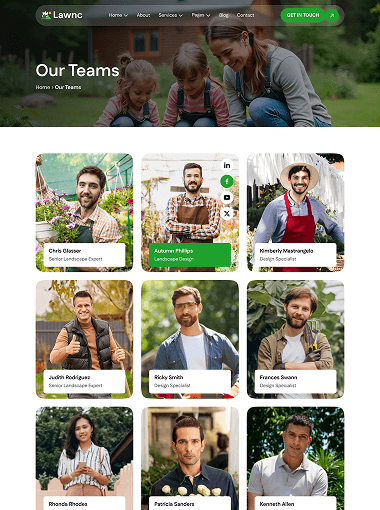 Lawnc
Home About Services Pages Blog Contact
GET IN TOUCH
Our Teams
Home › Our Teams
Chris Glasser
Senior Landscape Expert
Autumn Phillips
Landscape Design
Kimberly Mastrangelo
Design Specialist
Judith Rodriguez
Senior Landscape Expert
Ricky Smith
Design Specialist
Frances Swann
Design Specialist
Rhonda Rhodes
Patricia Sanders
Kenneth Allen